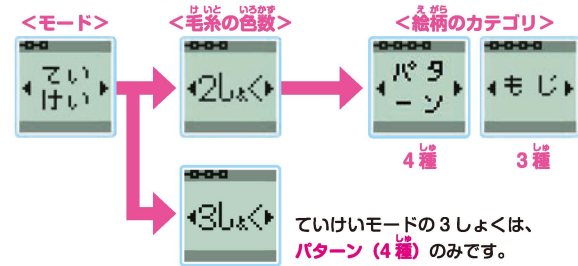 ＜モード＞
＜毛糸の色数＞
けいと いろかず
＜絵柄のカテゴリ＞
えがら
てい
けい
2しょく
パタ
ーン
もじ
4種
しゅ
3種
しゅ
3しょく
ていけいモードの3しょくは、
パターン（4種）のみです。
しゅ